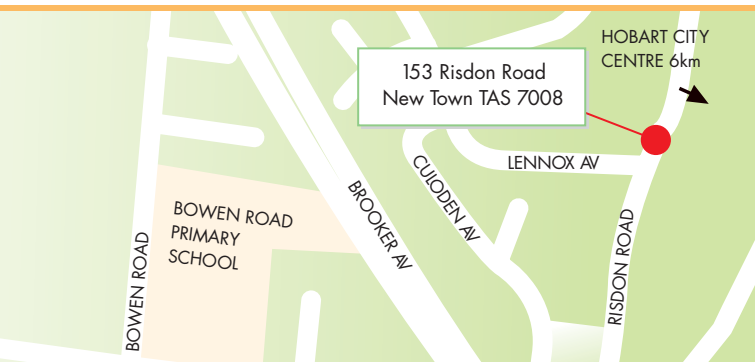 HOBART CITY
CENTRE 6km
153 Risdon Road
New Town TAS 7008
LENNOX AV
CULODEN AV
BROOKER AV
BOWEN ROAD
PRIMARY
SCHOOL
BOWEN ROAD
RISDON ROAD